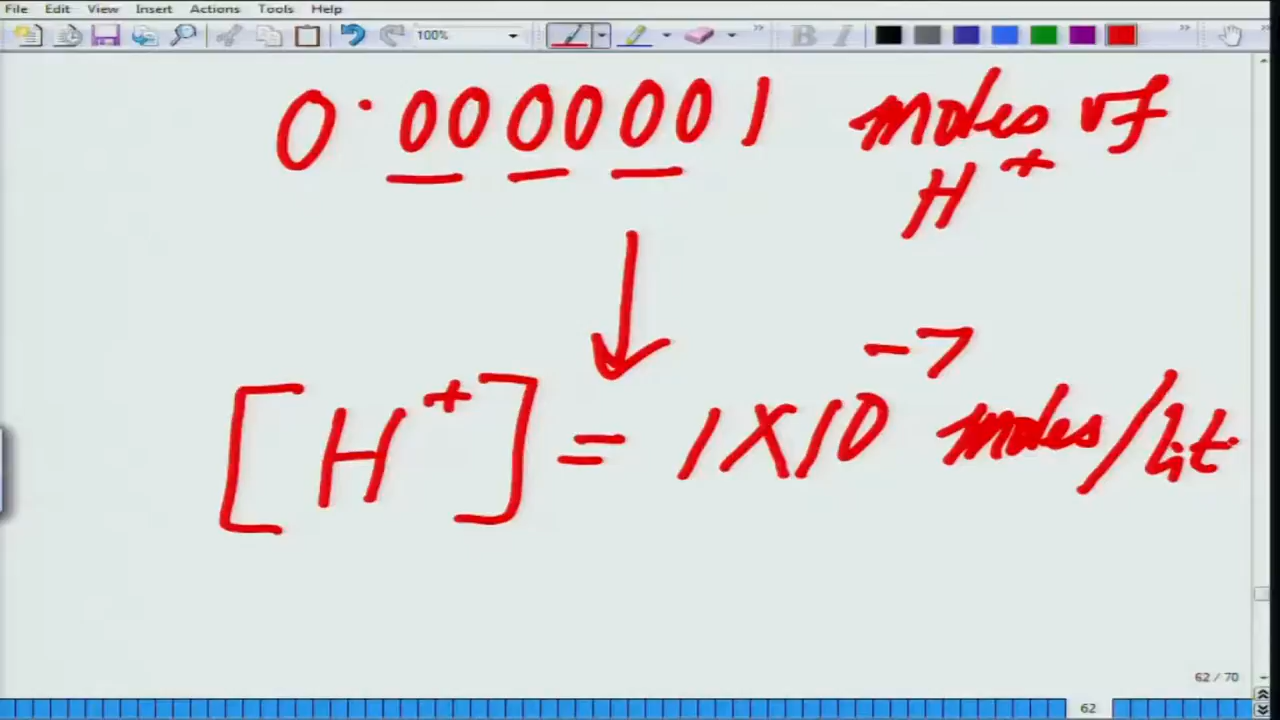 File Edit View Insert Actions Tools Help
100% B I
0.0000001 moles of
H+
[H+] = 1X10-7 moles/Lit
62 / 70
62